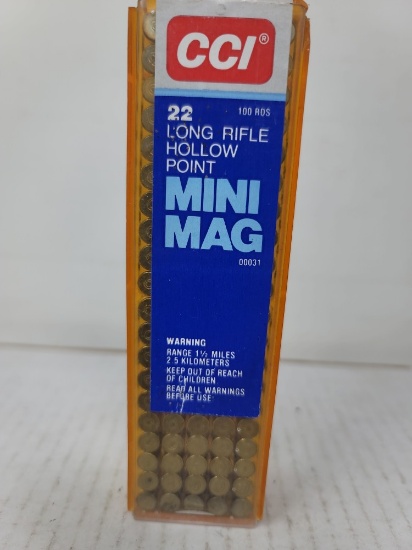 CCI®
22 100 RDS
LONG RIFLE
HOLLOW
POINT
MINI
MAG
00031
WARNING
RANGE 1½ MILES
2.5 KILOMETERS
KEEP OUT OF REACH
OF CHILDREN
READ ALL WARNINGS
BEFORE USE